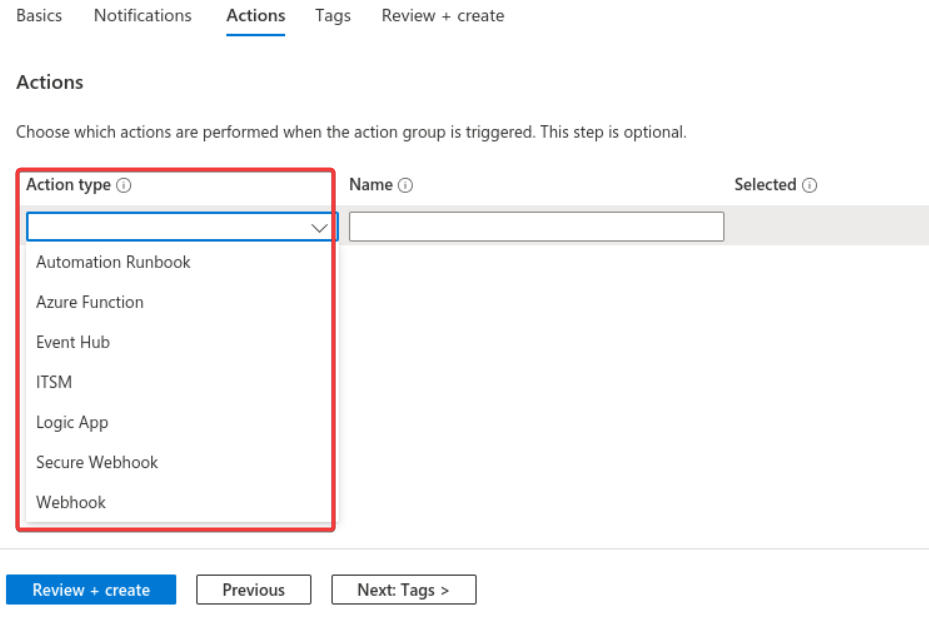 Basics Notifications Actions Tags Review + create
Actions
Choose which actions are performed when the action group is triggered. This step is optional.
Action type Name Selected
Automation Runbook
Azure Function
Event Hub
ITSM
Logic App
Secure Webhook
Webhook
Review + create Previous Next: Tags >